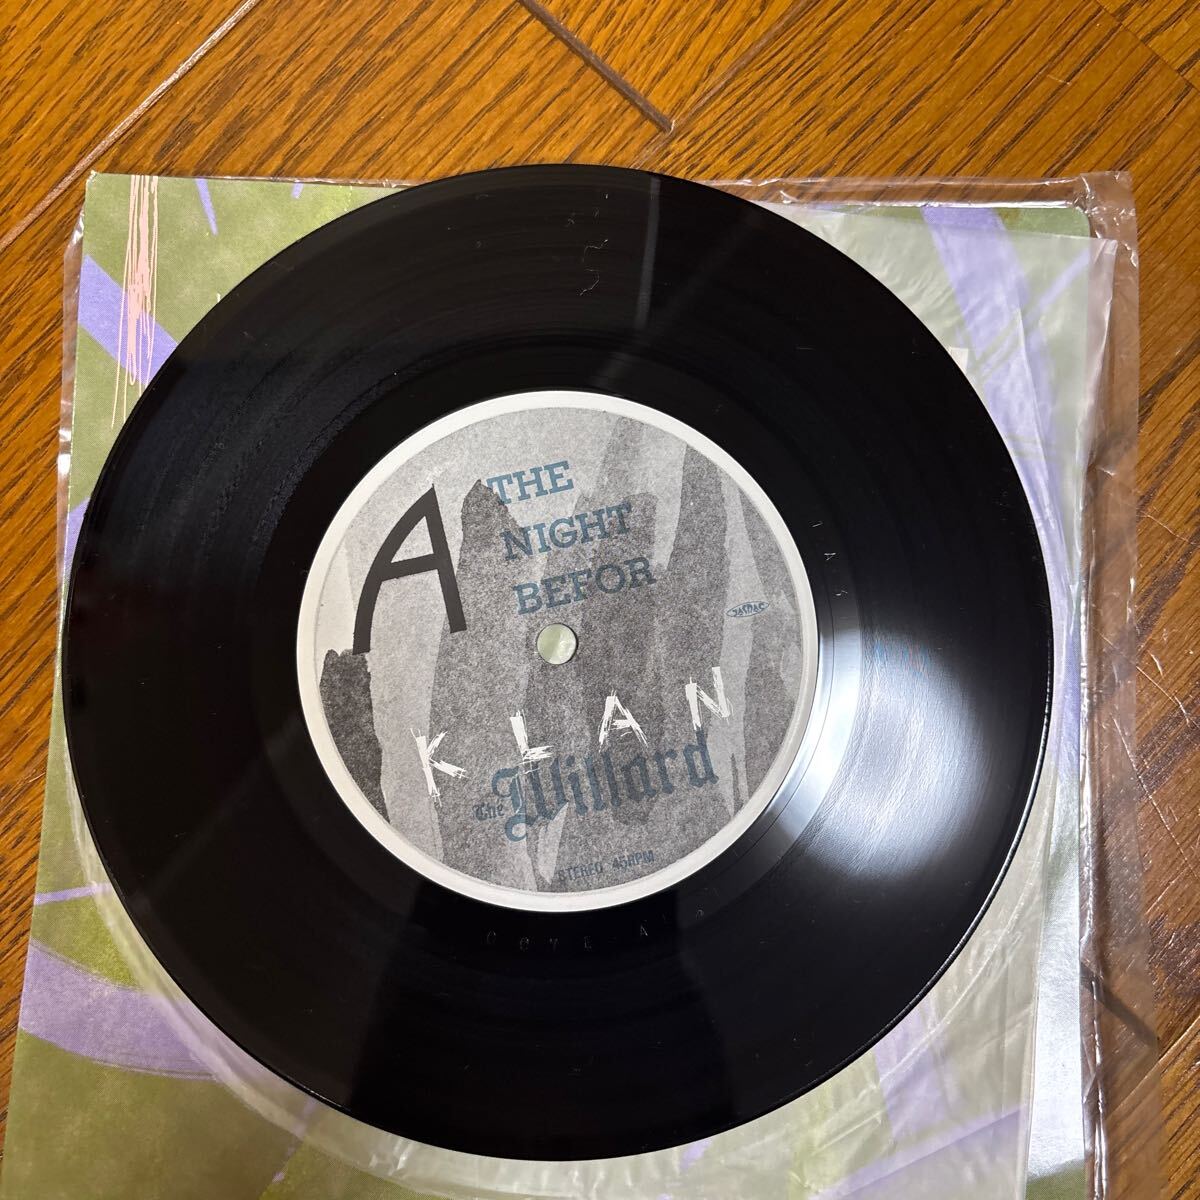 A
THE
NIGHT
BEFOR
JASRAC
KLAN
The Willard
STEREO 45RPM